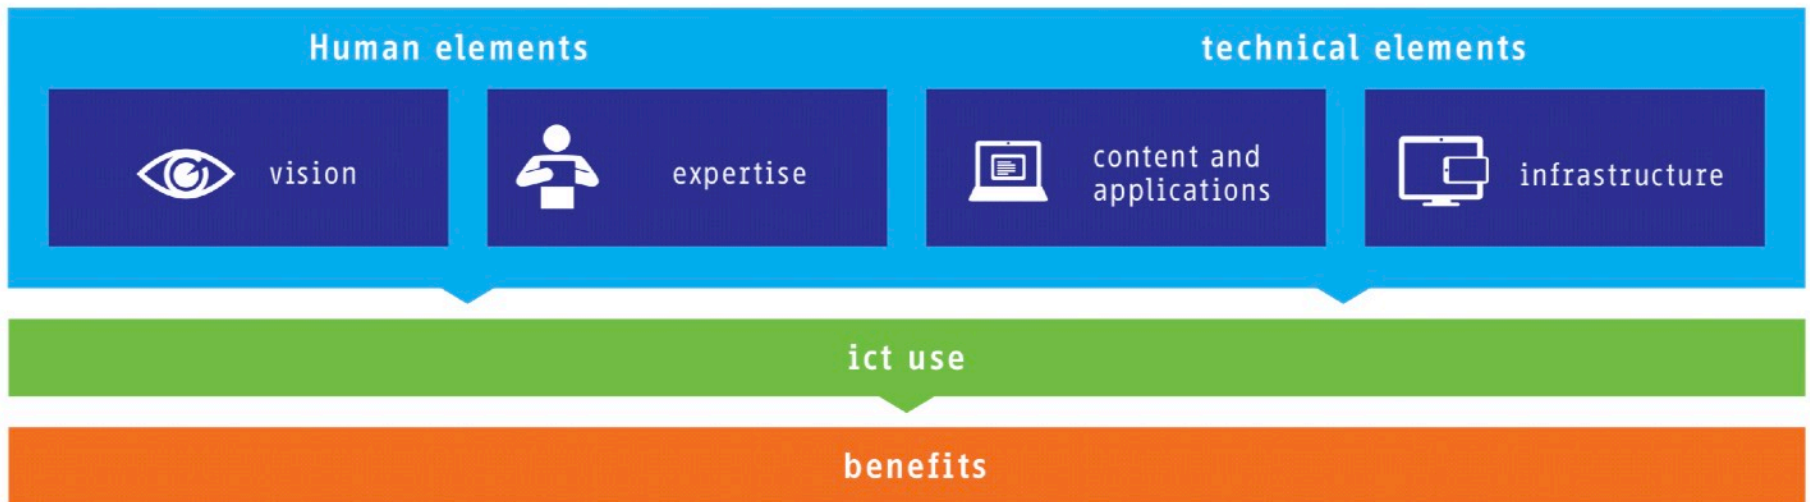 Human elements
technical elements
vision
expertise
content and
applications
infrastructure
ict use
benefits